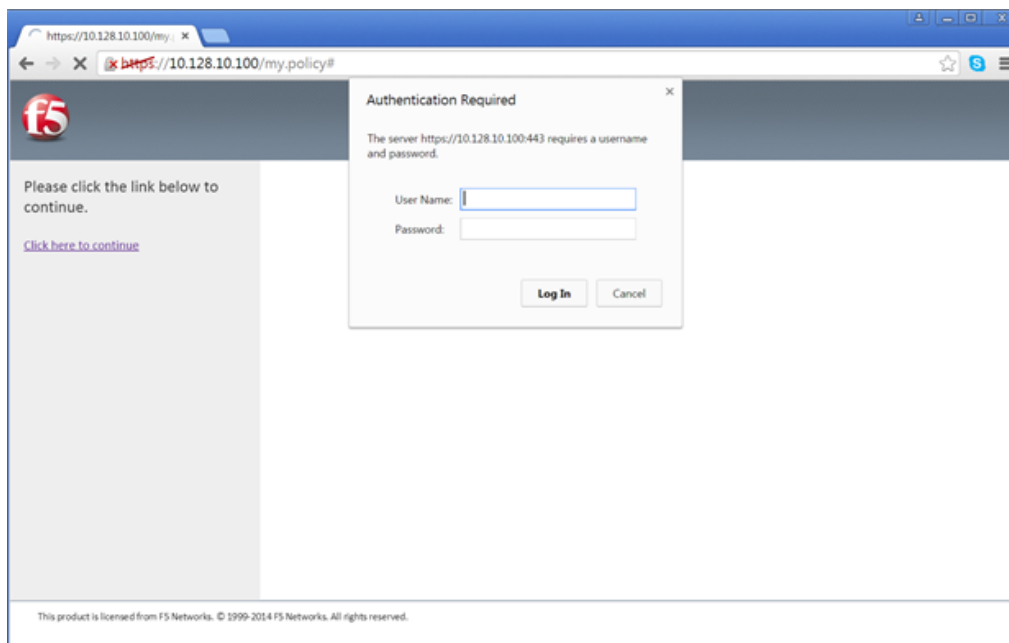 https://10.128.10.100/my.
https://10.128.10.100/my.policy#
f5
Authentication Required
The server https://10.128.10.100:443 requires a username
and password.
User Name:
Password:
Log In
Cancel
Please click the link below to
continue.
Click here to continue
This product is licensed from F5 Networks. © 1999-2014 F5 Networks. All rights reserved.